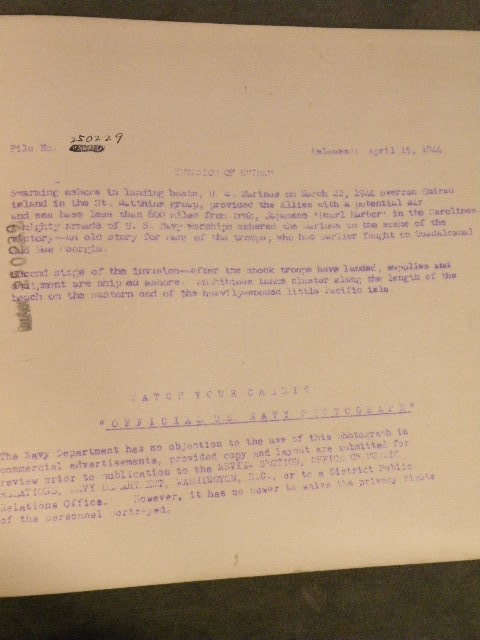 250229
File No.
Released: April 15, 1944
INVASION OF EMIRAU
Swarming ashore in landing boats, U. S. Marines on March 22, 1944 overran Emirau
island in the St. Matthias group, provided the Allies with a potential air
and sea base less than 600 miles from Truk, Japanese "Pearl Harbor" in the Carolines
mighty armada of U. S. Navy warships escorted the marines to the scene of the
victory--an old story for many of the troops, who had earlier fought on Guadalcanal
and New Georgia.
Second stage of the invasion--after the shock troops have landed, supplies and
equipment are shipped ashore. Amphibious tanks cluster along the length of the
beach on the eastern end of the heavily-wooded little Pacific isle
WATCH YOUR CREDIT
"OFFICIAL U.S. NAVY PHOTOGRAPH"
The Navy Department has no objection to the use of this photograph in
commercial advertisements, provided copy and layout are submitted for
review prior to publication to the REVIEW SECTION, OFFICE OF PUBLIC
RELATIONS, NAVY DEPARTMENT, WASHINGTON, D.C., or to a District Public
Relations Office. However, it has no power to waive the privacy rights
of the personnel portrayed.